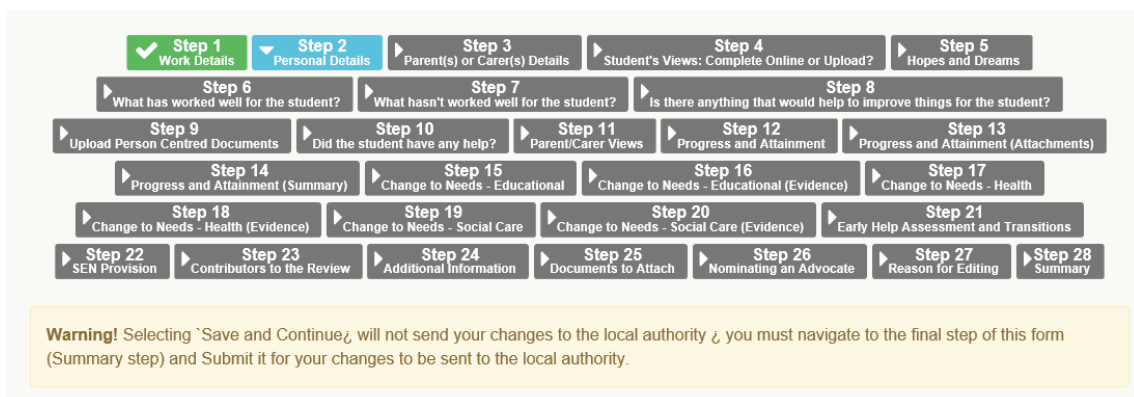 Step 1
Work Details
Step 2
Personal Details
Step 3
Parent(s) or Carer(s) Details
Step 4
Student's Views: Complete Online or Upload?
Step 5
Hopes and Dreams
Step 6
What has worked well for the student?
Step 7
What hasn't worked well for the student?
Step 8
Is there anything that would help to improve things for the student?
Step 9
Upload Person Centred Documents
Step 10
Did the student have any help?
Step 11
Parent/Carer Views
Step 12
Progress and Attainment
Step 13
Progress and Attainment (Attachments)
Step 14
Progress and Attainment (Summary)
Step 15
Change to Needs - Educational
Step 16
Change to Needs - Educational (Evidence)
Step 17
Change to Needs - Health
Step 18
Change to Needs - Health (Evidence)
Step 19
Change to Needs - Social Care
Step 20
Change to Needs - Social Care (Evidence)
Step 21
Early Help Assessment and Transitions
Step 22
SEN Provision
Step 23
Contributors to the Review
Step 24
Additional Information
Step 25
Documents to Attach
Step 26
Nominating an Advocate
Step 27
Reason for Editing
Step 28
Summary
Warning! Selecting `Save and Continue¿ will not send your changes to the local authority ¿ you must navigate to the final step of this form
(Summary step) and Submit it for your changes to be sent to the local authority.